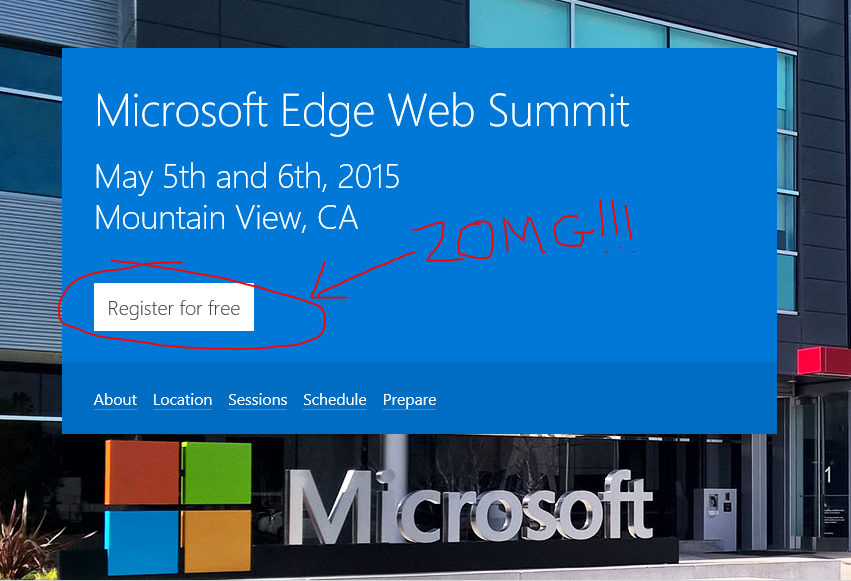 Microsoft Edge Web Summit
May 5th and 6th, 2015
Mountain View, CA
ZOMG!!!
Register for free
About Location Sessions Schedule Prepare
Microsoft
1